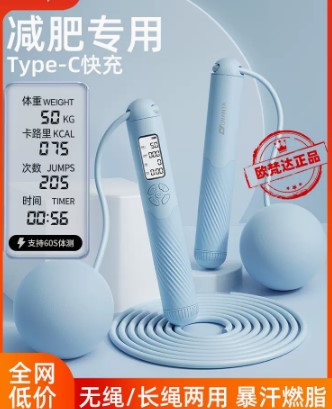 减肥专用
Type-C快充
体重 WEIGHT
50 KG
卡路里 KCAL
075
次数 JUMPS
205
时间 TIMER
00:56
支持60S体测
欧梵达正品
全网
低价
无绳/长绳两用 暴汗燃脂